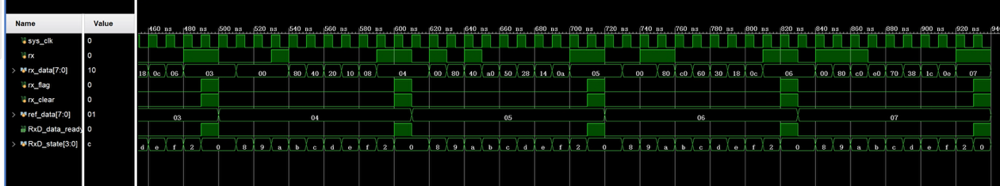 Name Value 460 ns 480 ns 500 ns 520 ns 540 ns 560 ns 580 ns 600 ns 620 ns 640 ns 660 ns 680 ns 700 ns 720 ns 740 ns 760 ns 780 ns 800 ns 820 ns 840 ns 860 ns 880 ns 900 ns 920 ns 940
sys_clk 0
rx 0
rx_data[7:0] 10 18 0c 06 03 00 80 40 20 10 08 04 00 80 40 a0 50 28 14 0a 05 00 80 c0 60 30 18 0c 06 00 80 c0 e0 70 38 1c 0e 07
rx_flag 0
rx_clear 0
ref_data[7:0] 01 03 04 05 06 07
RxD_data_ready 0
RxD_state[3:0] c d e f 2 0 8 9 a b c d e f 2 0 8 9 a b c d e f 2 0 8 9 a b c d e f 2 0 8 9 a b c d e f 2 0